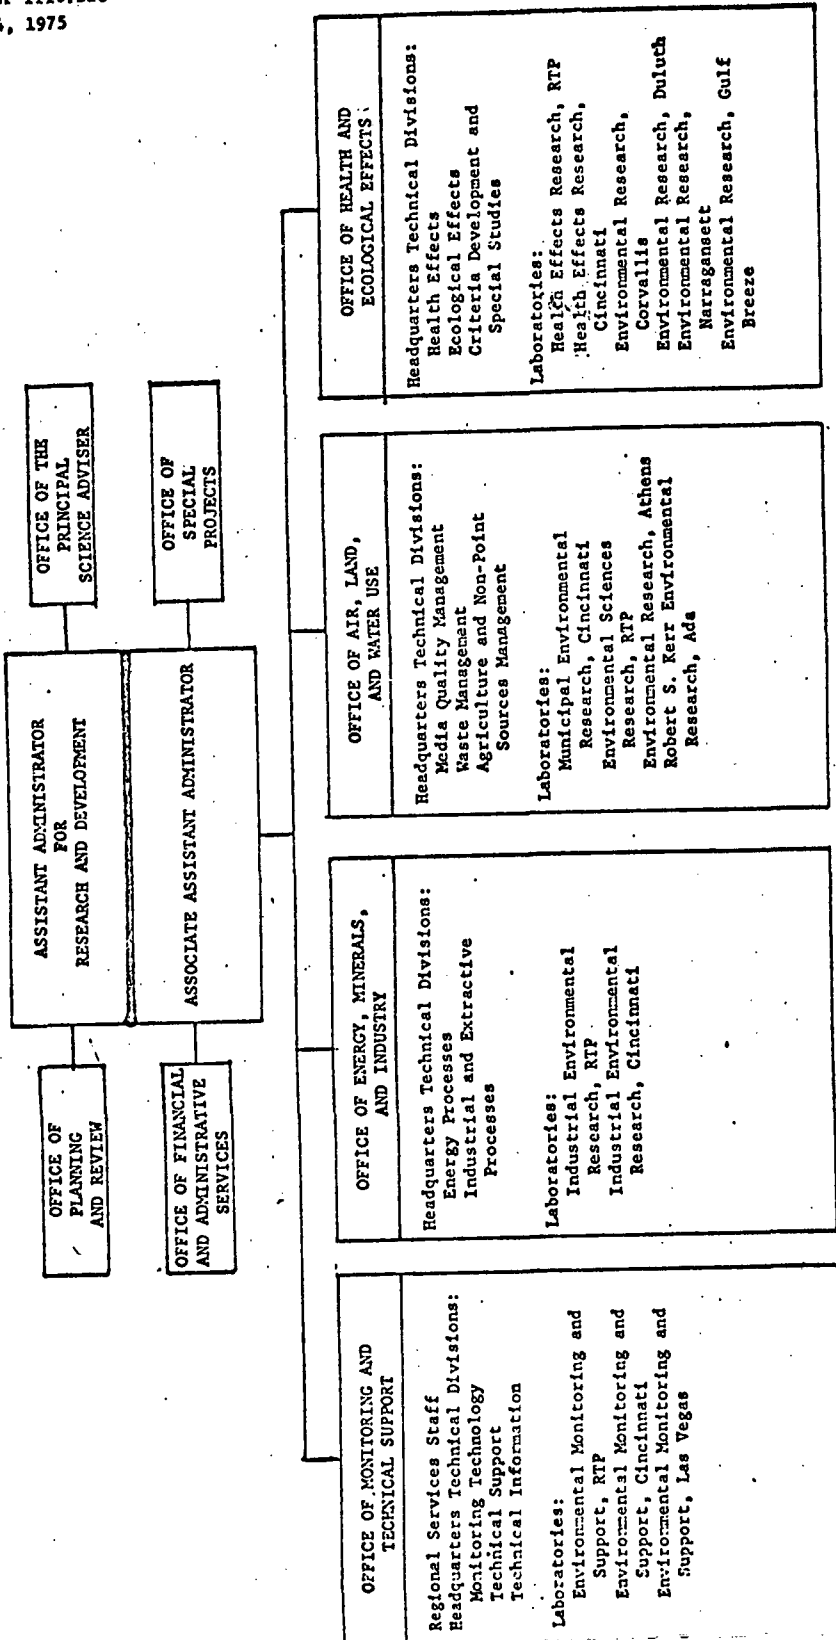 4, 1975
ASSISTANT ADMINISTRATOR
FOR
RESEARCH AND DEVELOPMENT
ASSOCIATE ASSISTANT ADMINISTRATOR
OFFICE OF
PLANNING
AND REVIEW
OFFICE OF FINANCIAL
AND ADMINISTRATIVE
SERVICES
OFFICE OF THE
PRINCIPAL
SCIENCE ADVISER
OFFICE OF
SPECIAL
PROJECTS
OFFICE OF MONITORING AND
TECHNICAL SUPPORT
Regional Services Staff
Headquarters Technical Divisions:
Monitoring Technology
Technical Support
Technical Information
Laboratories:
Environmental Monitoring and
Support, RTP
Environmental Monitoring and
Support, Cincinnati
Environmental Monitoring and
Support, Las Vegas
OFFICE OF ENERGY, MINERALS,
AND INDUSTRY
Headquarters Technical Divisions:
Energy Processes
Industrial and Extractive
Processes
Laboratories:
Industrial Environmental
Research, RTP
Industrial Environmental
Research, Cincinnati
OFFICE OF AIR, LAND,
AND WATER USE
Headquarters Technical Divisions:
Media Quality Management
Waste Management
Agriculture and Non-Point
Sources Management
Laboratories:
Municipal Environmental
Research, Cincinnati
Environmental Sciences
Research, RTP
Environmental Research, Athens
Robert S. Kerr Environmental
Research, Ada
OFFICE OF HEALTH AND
ECOLOGICAL EFFECTS
Headquarters Technical Divisions:
Health Effects
Ecological Effects
Criteria Development and
Special Studies
Laboratories:
Health Effects Research, RTP
Health Effects Research,
Cincinnati
Environmental Research,
Corvallis
Environmental Research, Duluth
Environmental Research,
Narragansett
Environmental Research, Gulf
Breeze